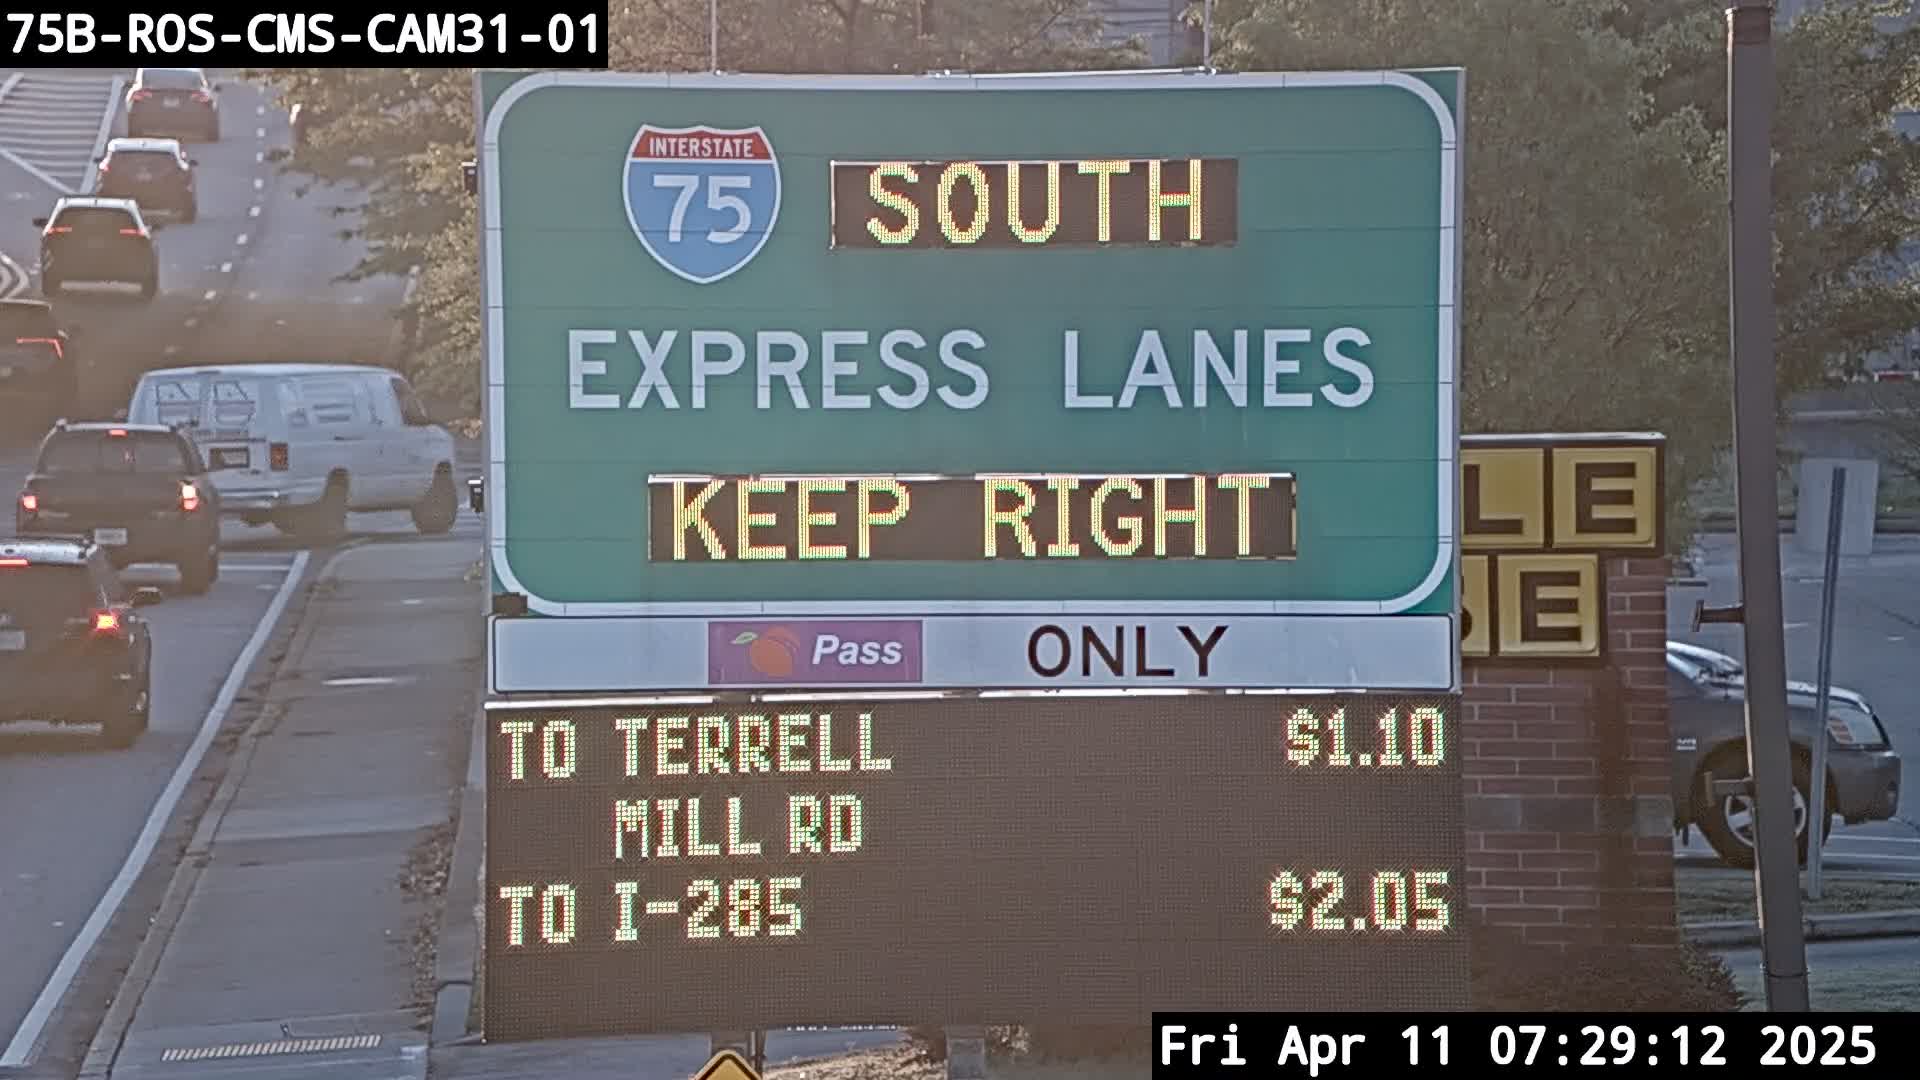 75B-ROS-CMS-CAM31-01
INTERSTATE
75
SOUTH
EXPRESS LANES
KEEP RIGHT
Pass ONLY
TO TERRELL $1.10
MILL RD
TO I-285 $2.05
LE
E
Fri Apr 11 07:29:12 2025